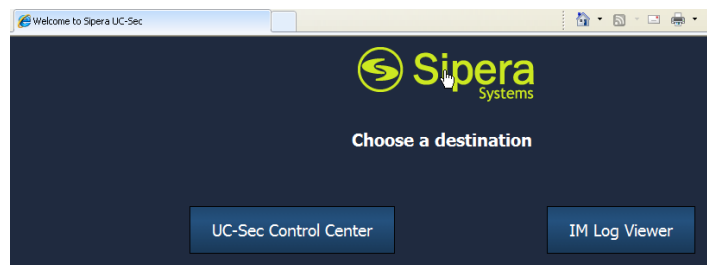 Welcome to Sipera UC-Sec
Sipera
Systems
Choose a destination
UC-Sec Control Center
IM Log Viewer